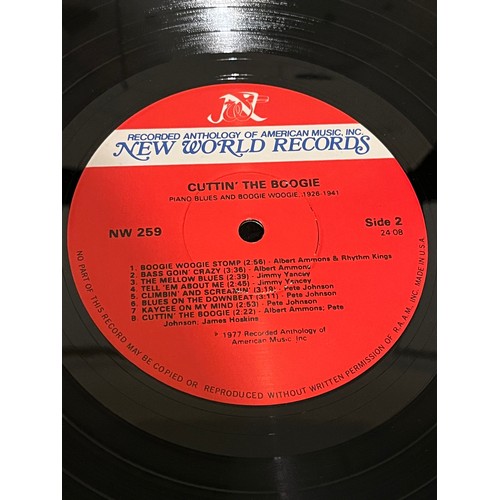 RECORDED ANTHOLOGY OF AMERICAN MUSIC, INC.
NEW WORLD RECORDS
CUTTIN' THE BOOGIE
PIANO BLUES AND BOOGIE WOOGIE, 1926-1941
NW 259
Side 2
24:08
1. BOOGIE WOOGIE STOMP (2:56) - Albert Ammons & Rhythm Kings
2. BASS GOIN' CRAZY (3:36) - Albert Ammons
3. THE MELLOW BLUES (2:39) - Jimmy Yancey
4. TELL 'EM ABOUT ME (2:48) - Jimmy Yancey
5. CLIMBIN' AND SCREAMIN' (3:18) - Pete Johnson
6. BLUES ON THE DOWNBEAT (3:11) - Pete Johnson
7. KAYCEE ON MY MIND (2:53) - Pete Johnson
8 CUTTIN' THE BOOGIE (2:22) - Albert Ammons; Pete
Johnson, James Hoskins
℗ 1977 Recorded Anthology of
American Music, Inc
NO PART OF THIS RECORD MAY BE COPIED OR REPRODUCED WITHOUT WRITTEN PERMISSION OF R.A.A.M., INC. MADE IN U.S.A.